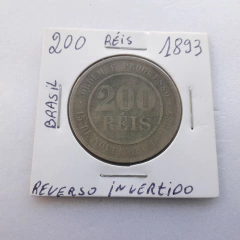 200 RÉIS 1893
BRASIL
200
RÉIS
REVERSO INVERTIDO